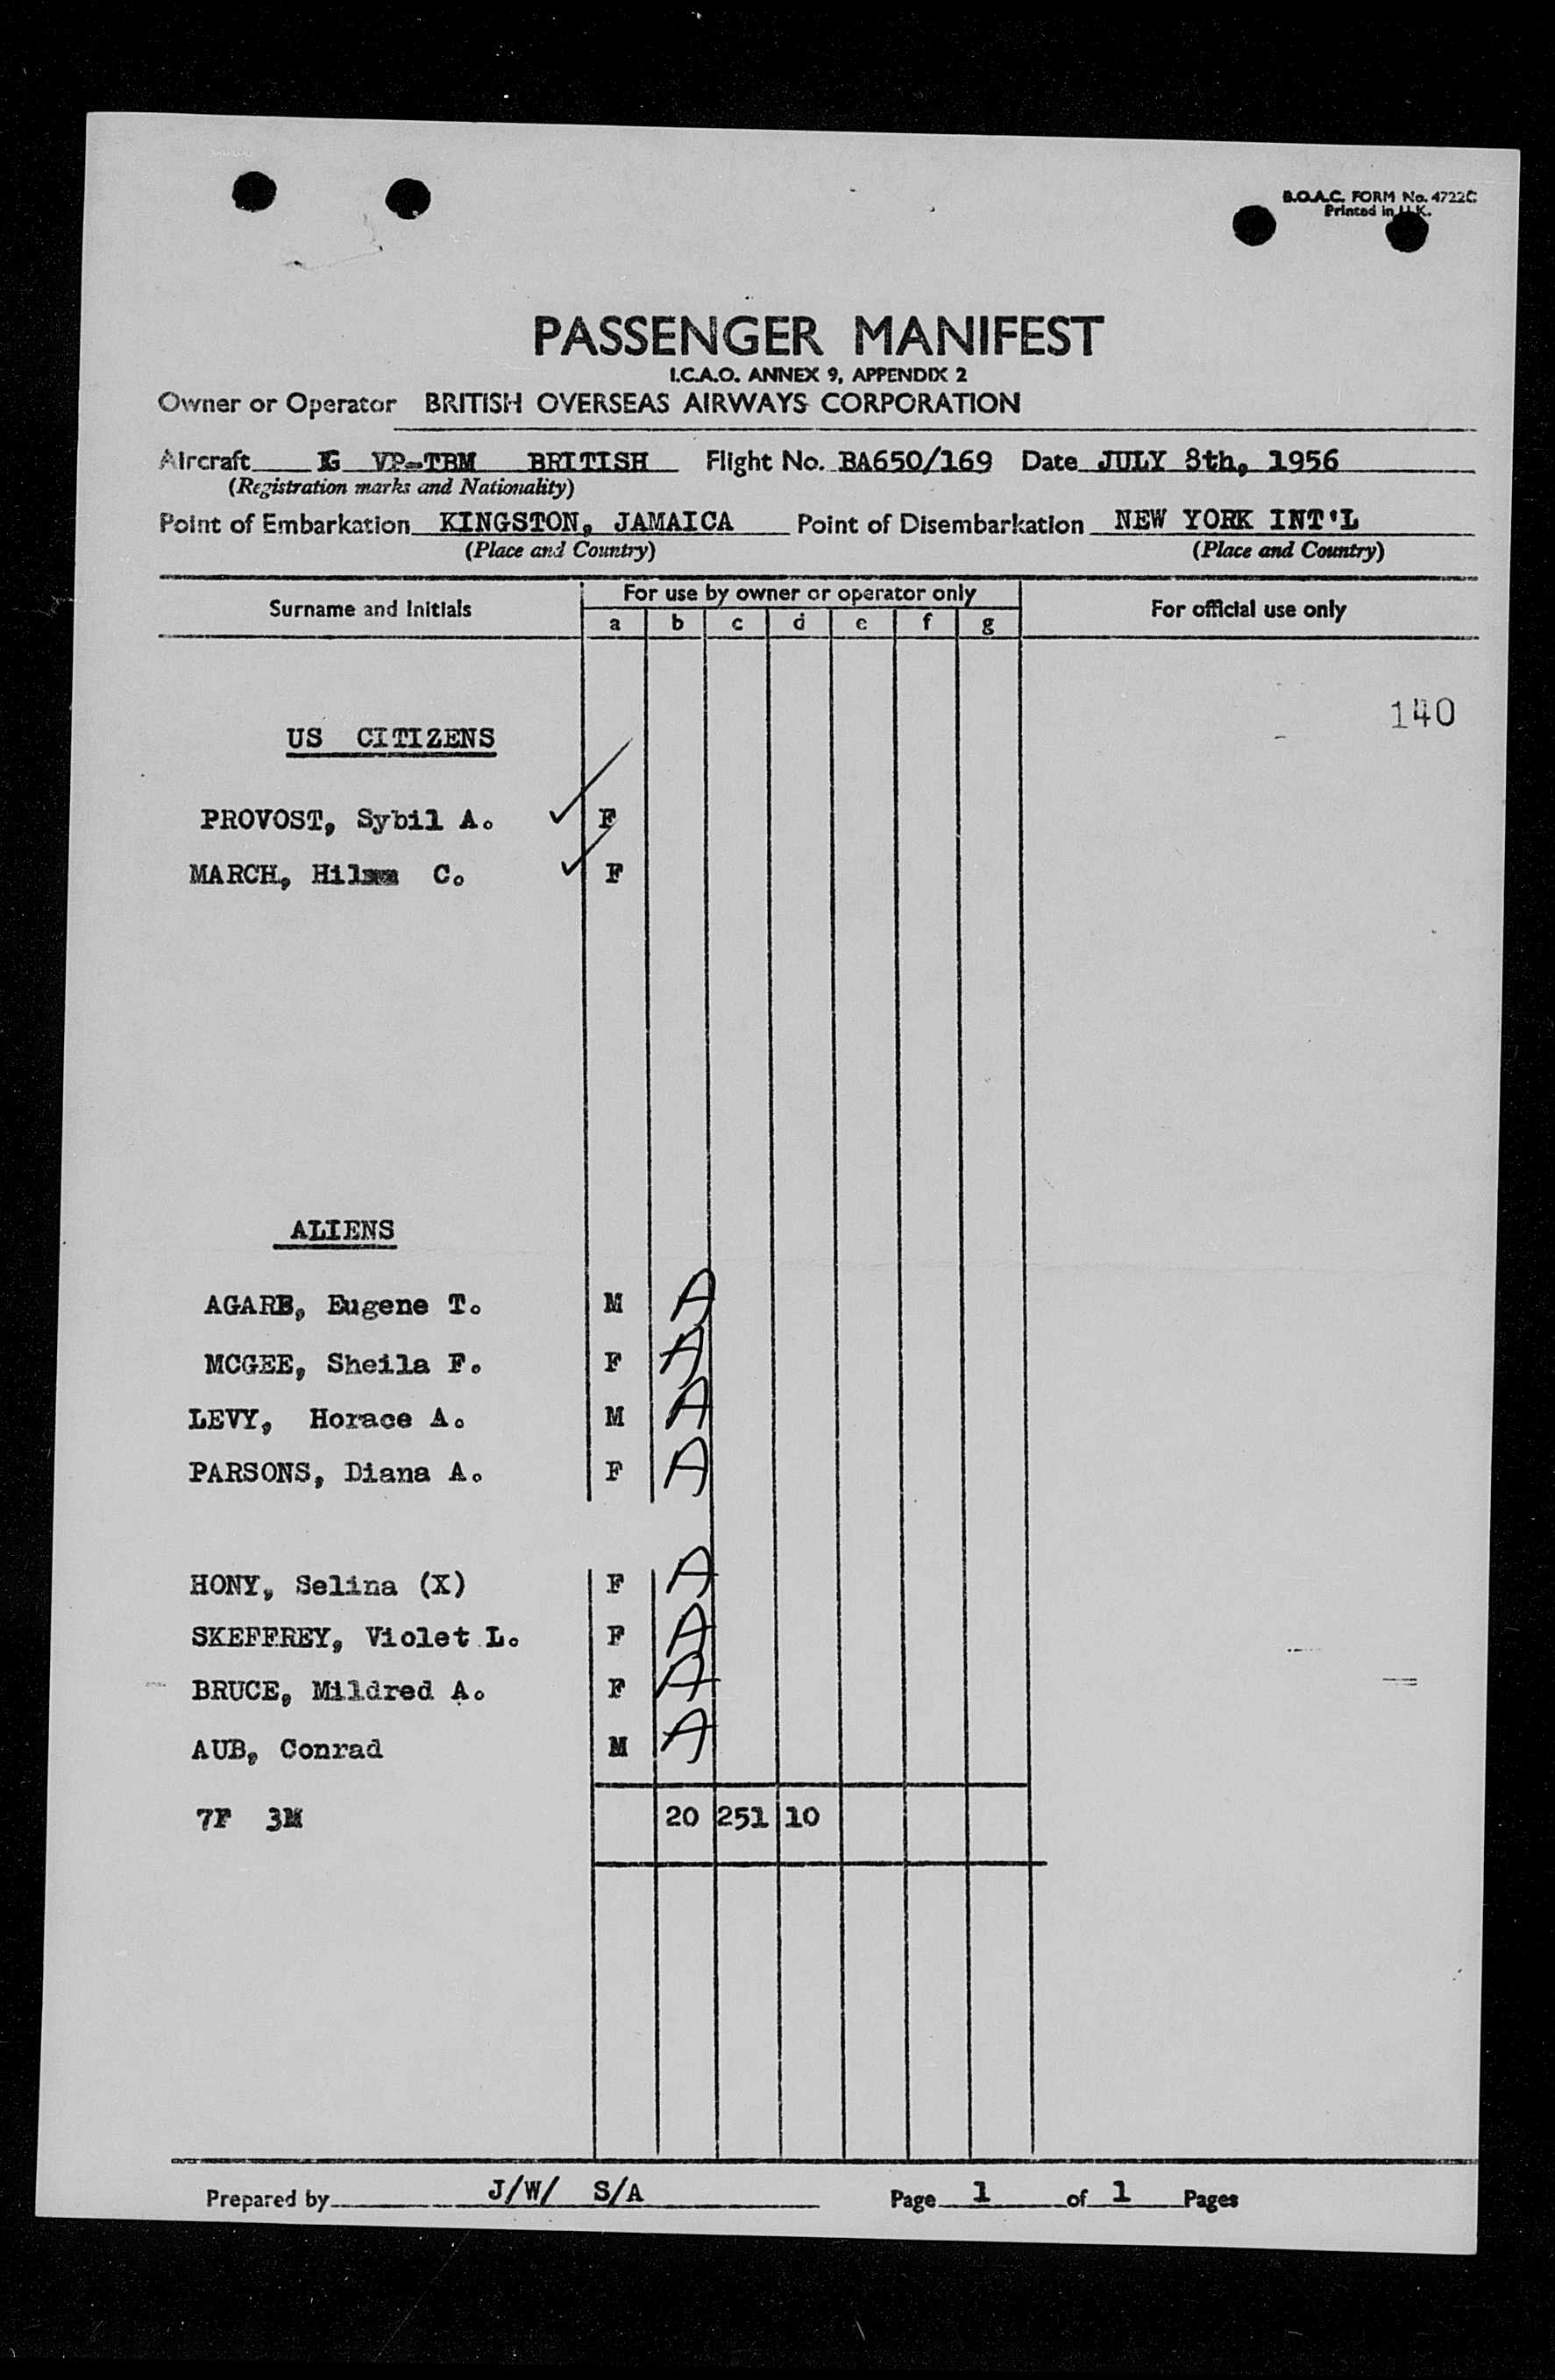 B.O.A.C. FORM No. 4722C
Printed in U.K.
PASSENGER MANIFEST
I.C.A.O. ANNEX 9, APPENDIX 2
Owner or Operator BRITISH OVERSEAS AIRWAYS CORPORATION
Aircraft G VP-TBM BRITISH Flight No. BA650/169 Date JULY 8th, 1956
(Registration marks and Nationality)
Point of Embarkation KINGSTON, JAMAICA Point of Disembarkation NEW YORK INT'L
(Place and Country) (Place and Country)
Surname and Initials For use by owner or operator only For official use only
a b c d e f g
140
US CITIZENS
PROVOST, Sybil A. F
MARCH, C. F
ALIENS
AGARB, Eugene T. M A
MCGEE, Sheila F. F A
LEVY, Horace A. M A
PARSONS, Diana A. F A
HONY, Selina (X) F A
SKEFFREY, Violet L. F A
BRUCE, Mildred A. F A
AUB, Conrad M A
7F 3M 20 251 10
Prepared by J/W/ S/A Page 1 of 1 Pages